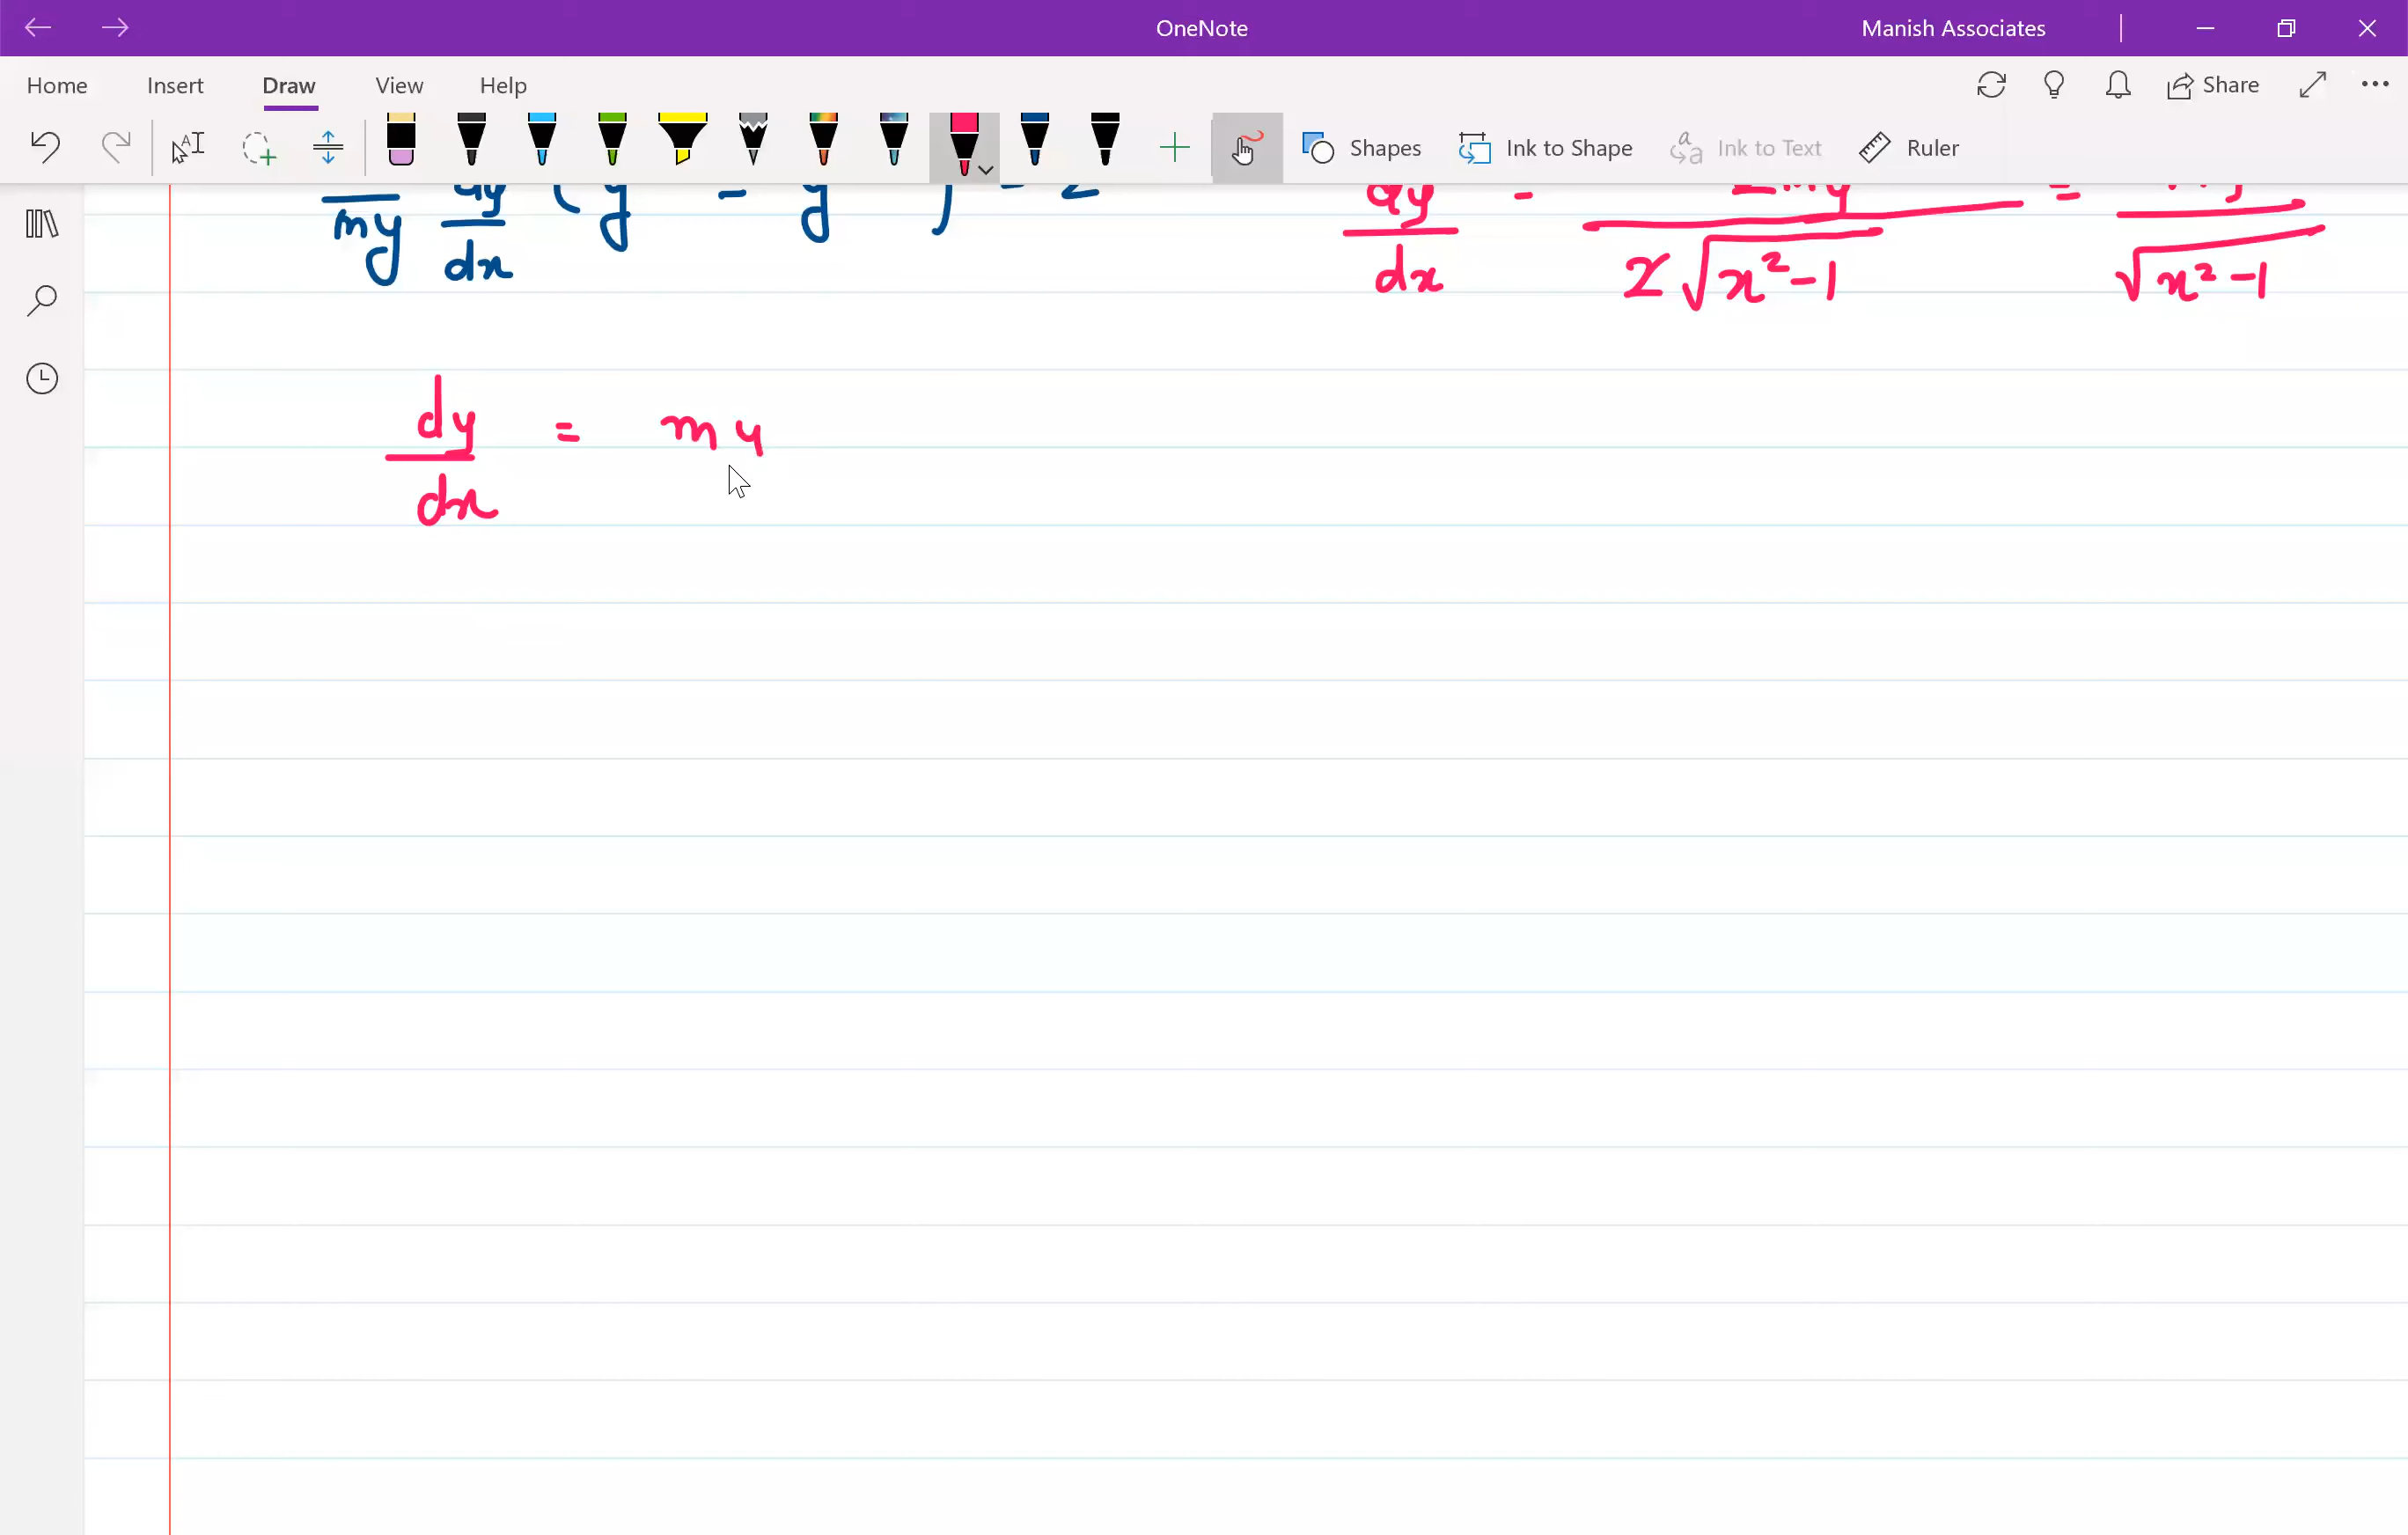 OneNote
Manish Associates
Home Insert Draw View Help
Share
Shapes Ink to Shape Ink to Text Ruler
my dx
dy/dx = 2my / 2√x²-1 = / √x²-1
dy/dx = my